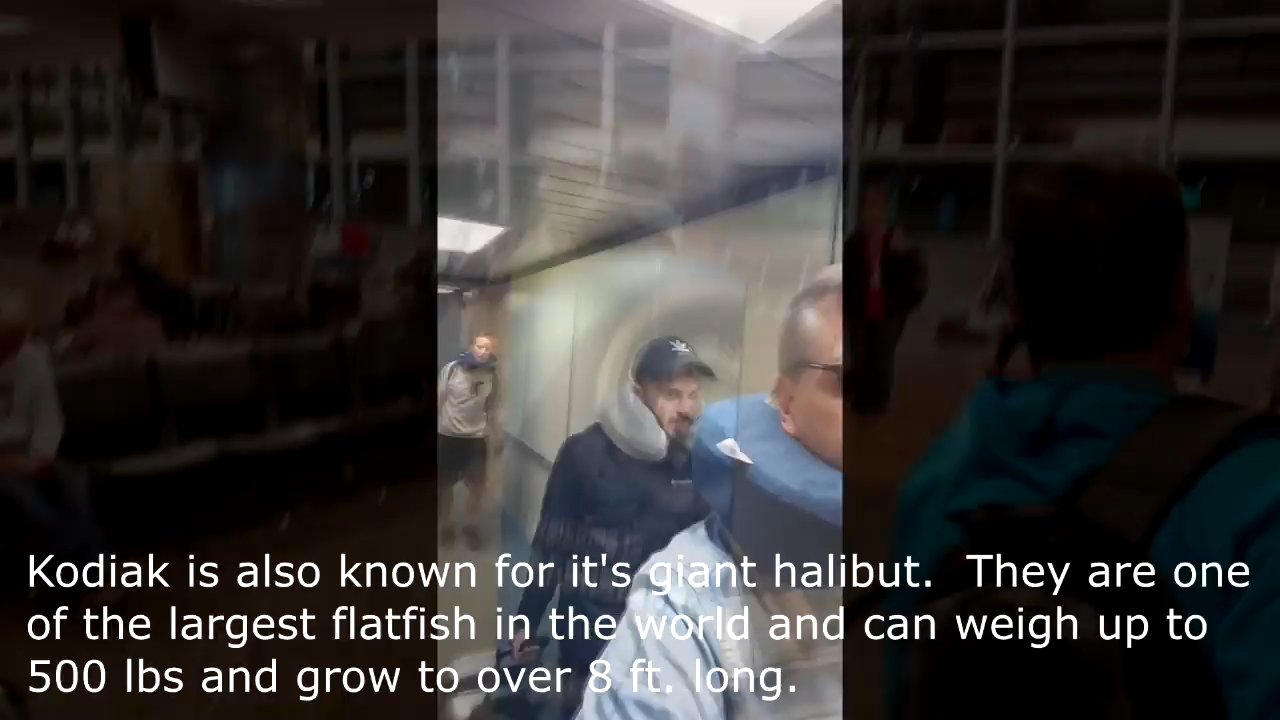 Kodiak is also known for it's giant halibut.  They are one
of the largest flatfish in the world and can weigh up to
500 lbs and grow to over 8 ft. long.